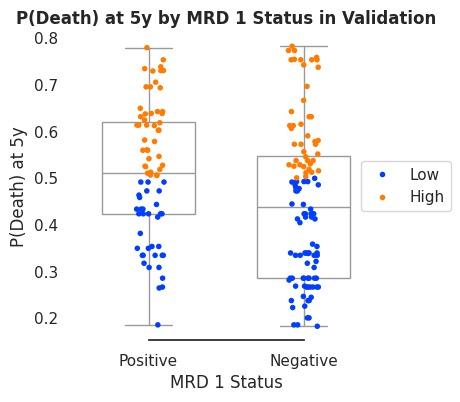 P(Death) at 5y by MRD 1 Status in Validation
0.8
0.7
0.6
0.5
0.4
0.3
0.2
P(Death) at 5y
Low
High
Positive Negative
MRD 1 Status